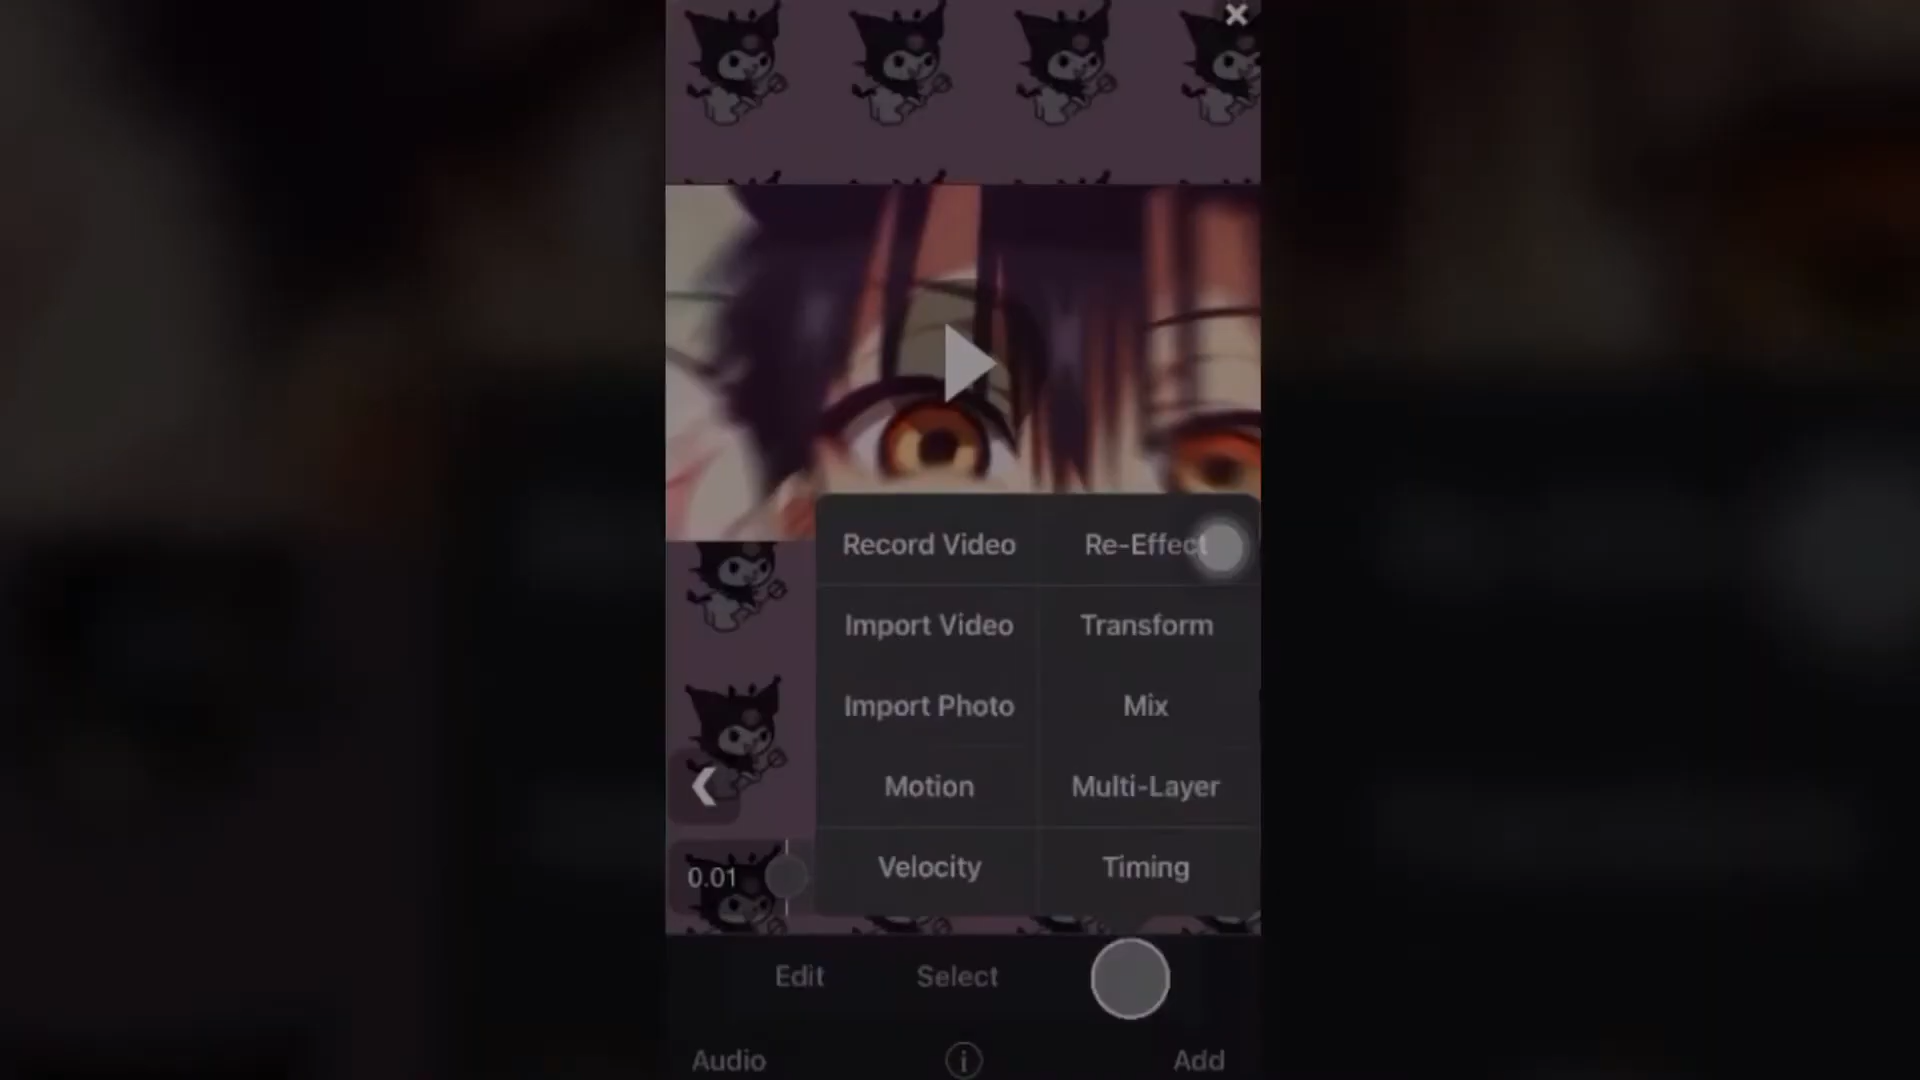 Record Video Re-Effect
Import Video Transform
Import Photo Mix
Motion Multi-Layer
Velocity Timing
0.01
Edit Select
Audio i Add